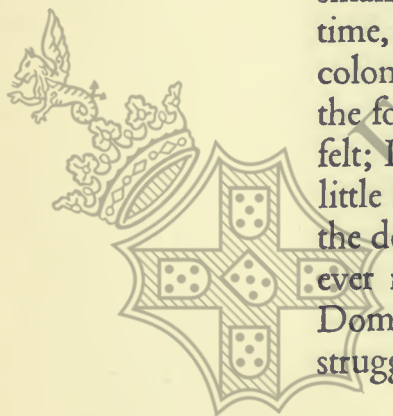 time,
colon
the fo
felt; I
little
the de
ever
Dom
strugg